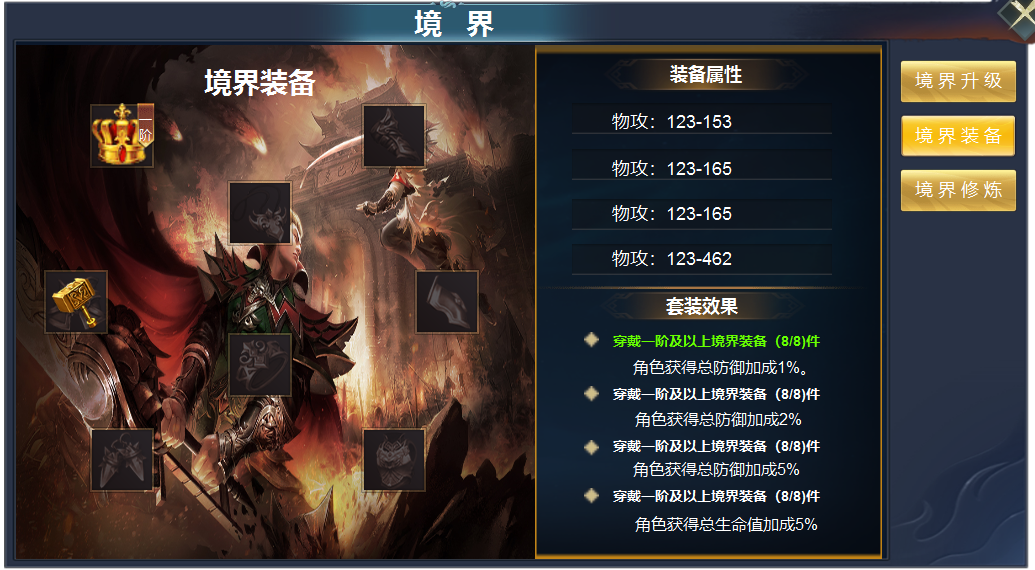 境 界
境界装备
一阶
装备属性
物攻：123-153
物攻：123-165
物攻：123-165
物攻：123-462
套装效果
穿戴一阶及以上境界装备（8/8)件
角色获得总防御加成1%。
穿戴一阶及以上境界装备（8/8)件
角色获得总防御加成2%
穿戴一阶及以上境界装备（8/8)件
角色获得总防御加成5%
穿戴一阶及以上境界装备（8/8)件
角色获得总生命值加成5%
境界升级
境界装备
境界修炼